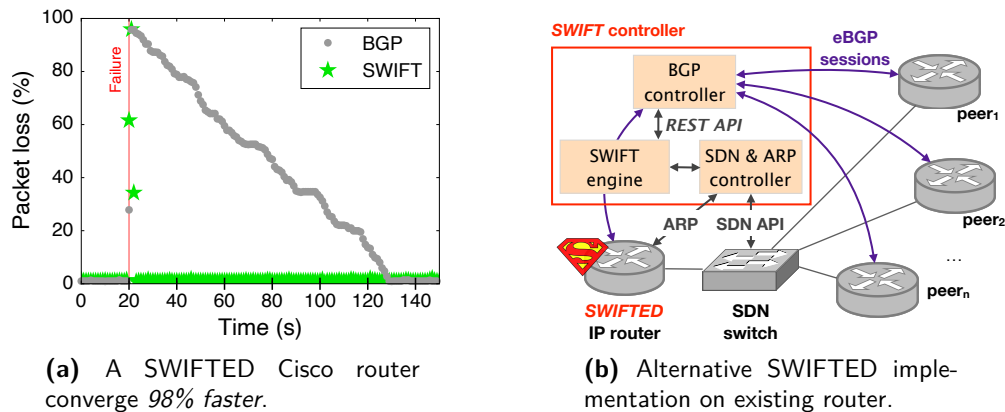 100
80
60
40
20
0
Packet loss (%)
Failure
BGP
SWIFT
0 20 40 60 80 100 120 140
Time (s)
(a) A SWIFTED Cisco router
converge 98% faster.
SWIFT controller
eBGP
sessions
BGP
controller
REST API
SWIFT
engine
SDN & ARP
controller
ARP
SDN API
peer1
peer2
...
peern
S
SWIFTED
IP router
SDN
switch
(b) Alternative SWIFTED imple-
mentation on existing router.